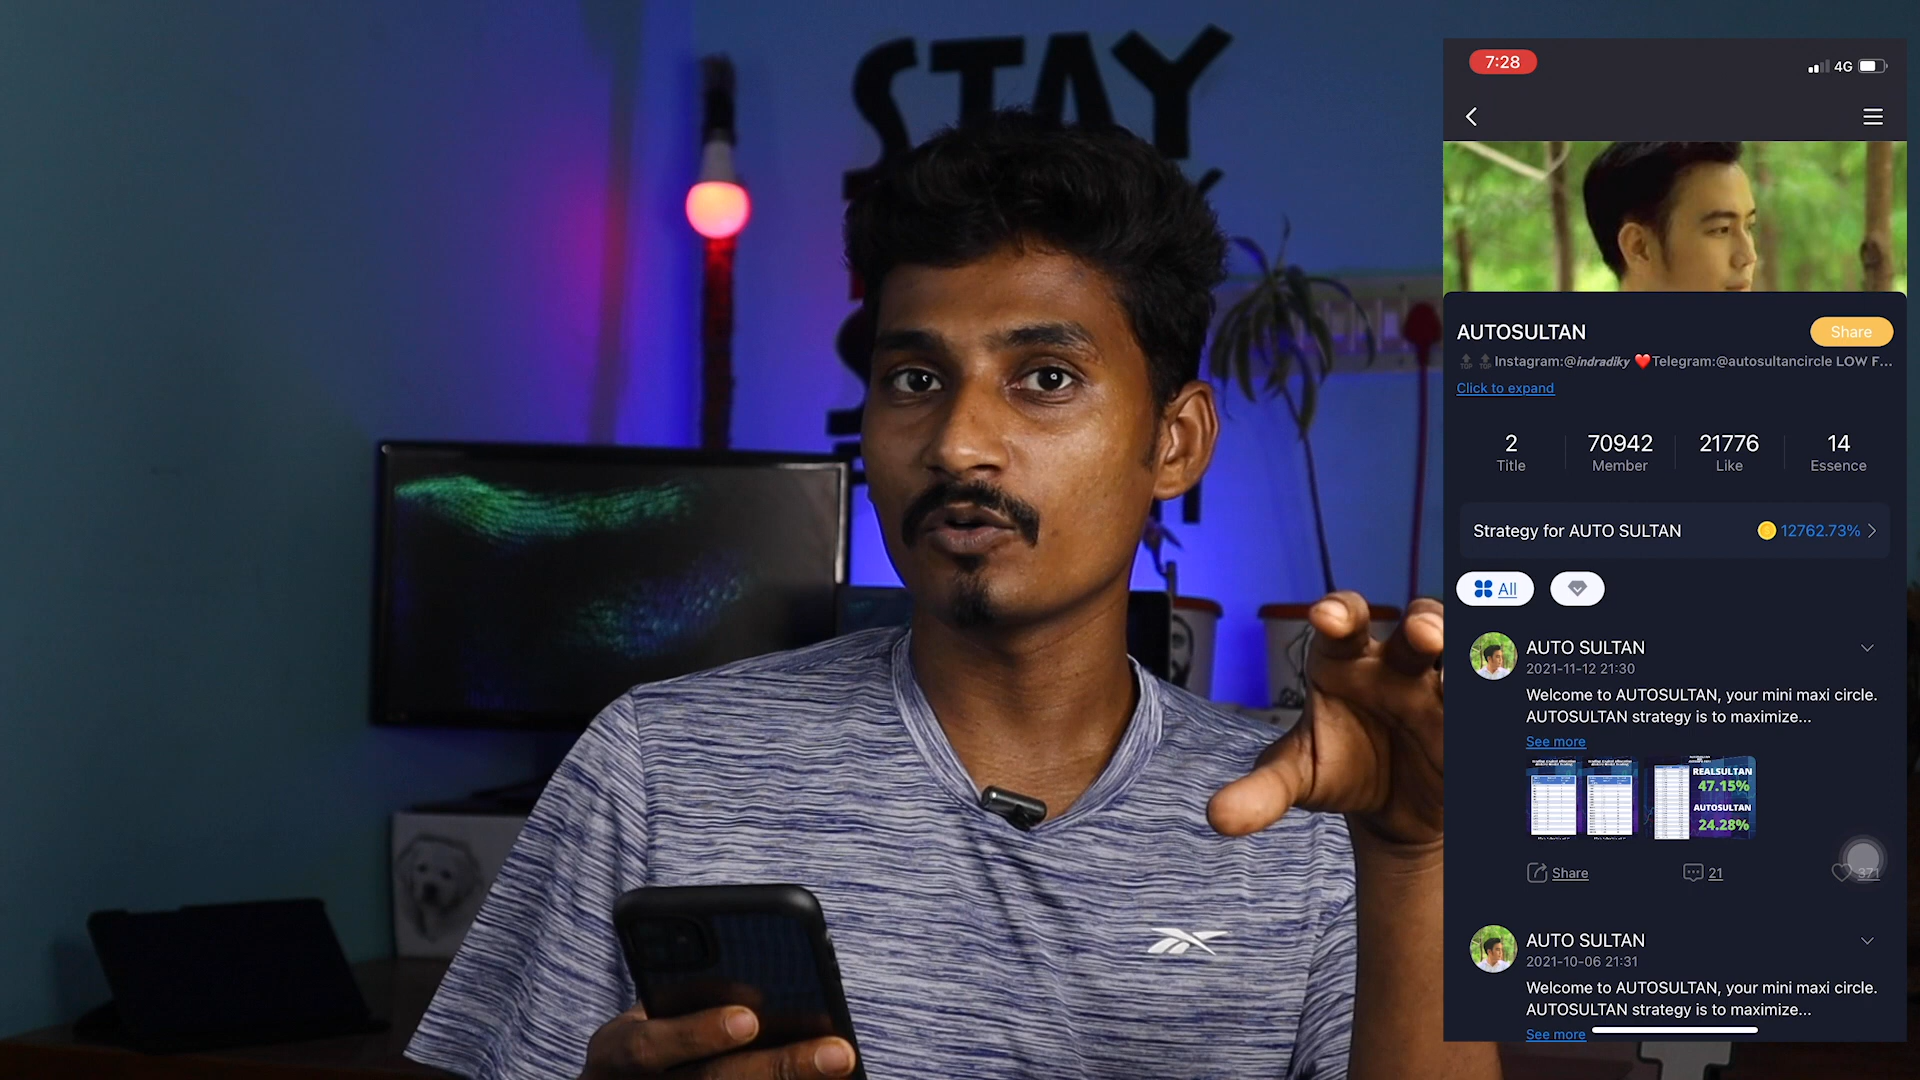 STAY
7:28
4G
AUTOSULTAN
Share
TOP TOP Instagram:@indradiky ❤️Telegram:@autosultancircle LOW F...
Click to expand
2
70942
21776
14
Title
Member
Like
Essence
Strategy for AUTO SULTAN
12762.73%
All
AUTO SULTAN
2021-11-12 21:30
Welcome to AUTOSULTAN, your mini maxi circle.
AUTOSULTAN strategy is to maximize...
See more
REALSULTAN
47.15%
AUTOSULTAN
24.28%
Share
21
371
AUTO SULTAN
2021-10-06 21:31
Welcome to AUTOSULTAN, your mini maxi circle.
AUTOSULTAN strategy is to maximize...
See more